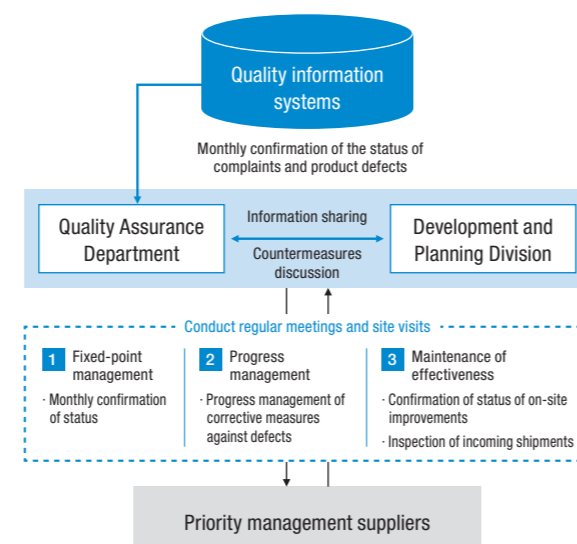 Quality information
systems
Monthly confirmation of the status of
complaints and product defects
Quality Assurance
Department
Information sharing
Countermeasures
discussion
Development and
Planning Division
Conduct regular meetings and site visits
1 Fixed-point
management
· Monthly confirmation
of status
2 Progress
management
· Progress management of
corrective measures
against defects
3 Maintenance of
effectiveness
· Confirmation of status of on-site
improvements
· Inspection of incoming shipments
Priority management suppliers